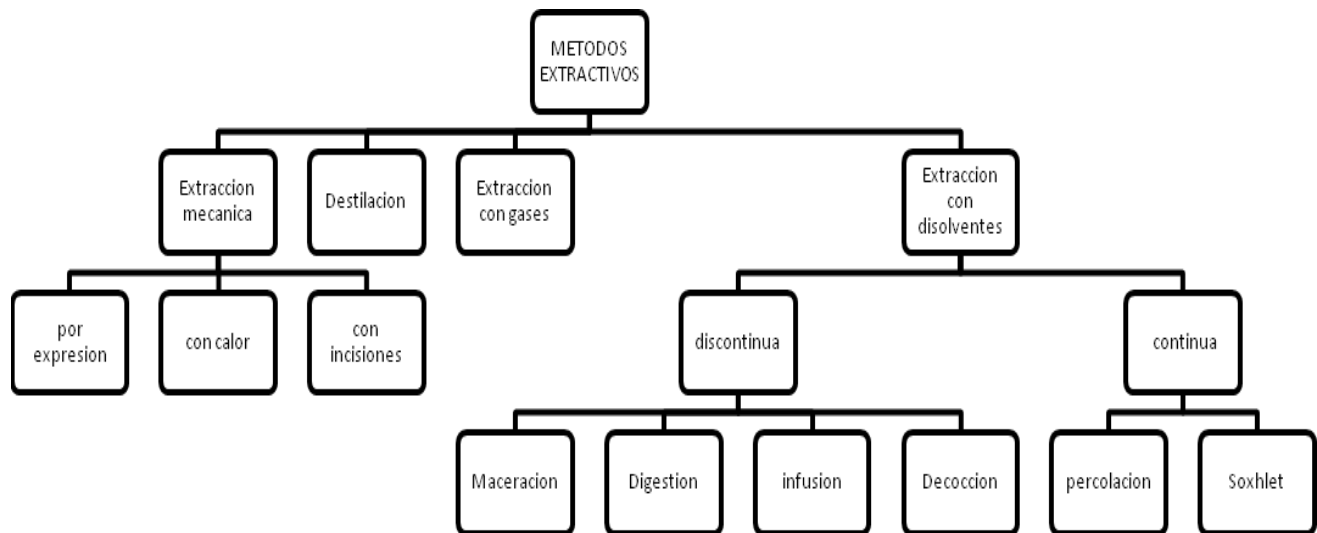 METODOS
EXTRACTIVOS
Extraccion
mecanica
Destilacion
Extraccion
con gases
Extraccion
con
disolventes
por
expresion
con calor
con
incisiones
discontinua
continua
Maceracion
Digestion
infusion
Decoccion
percolacion
Soxhlet